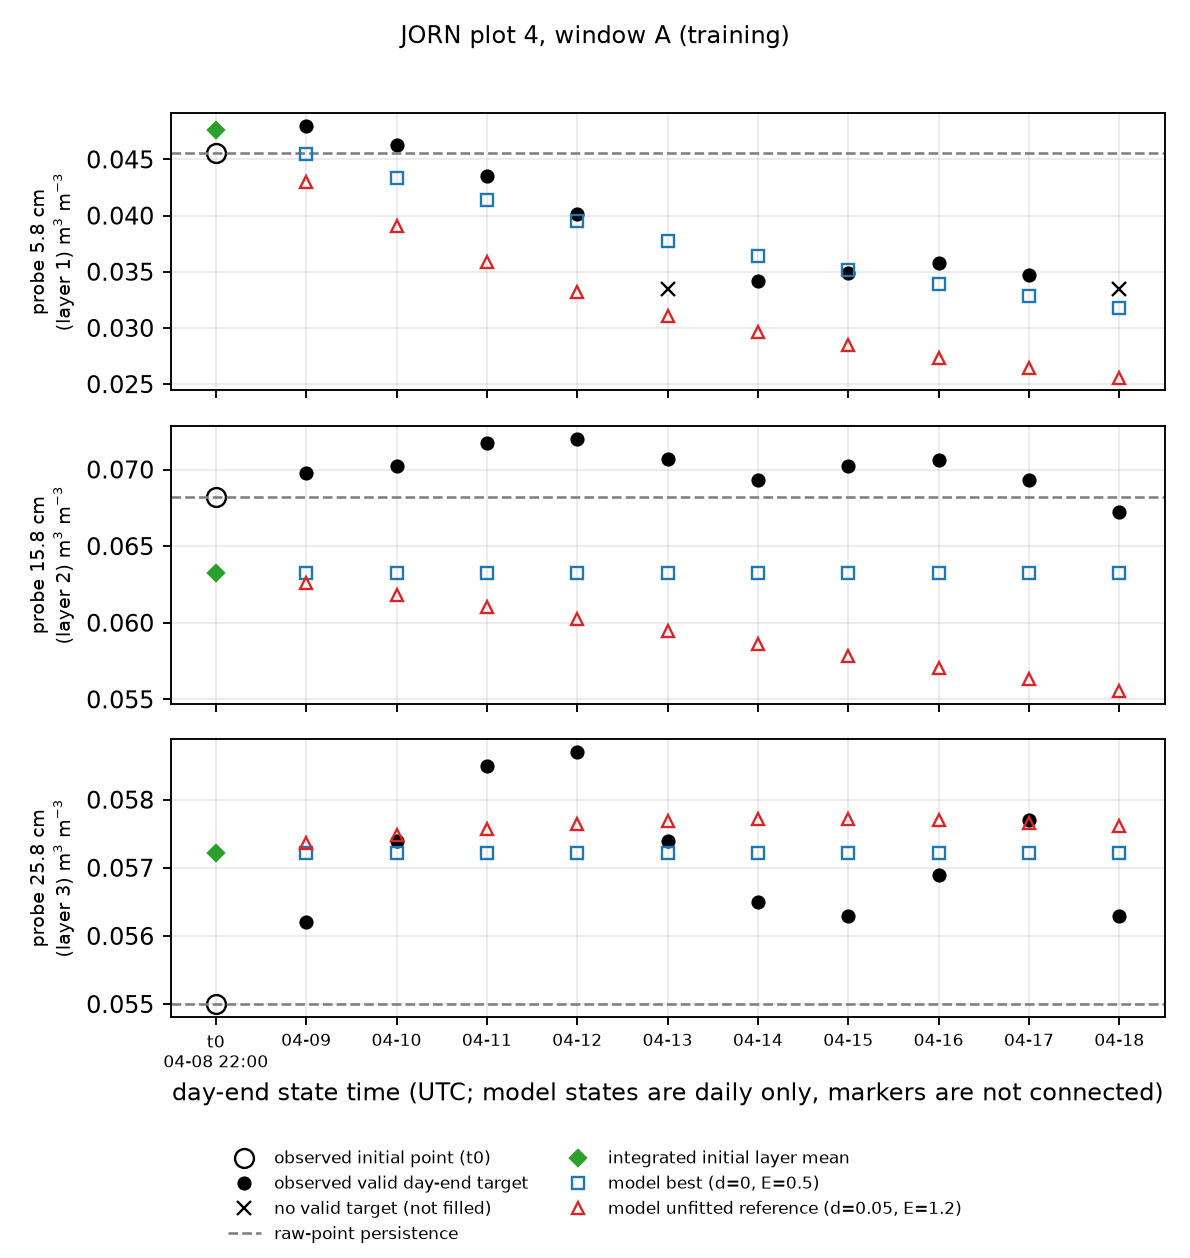 JORN plot 4, window A (training)
probe 5.8 cm
(layer 1) m³ m⁻³
0.045
0.040
0.035
0.030
0.025
probe 15.8 cm
(layer 2) m³ m⁻³
0.070
0.065
0.060
0.055
probe 25.8 cm
(layer 3) m³ m⁻³
0.058
0.057
0.056
0.055
t0
04-08 22:00
04-09
04-10
04-11
04-12
04-13
04-14
04-15
04-16
04-17
04-18
day-end state time (UTC; model states are daily only, markers are not connected)
observed initial point (t0)
observed valid day-end target
no valid target (not filled)
raw-point persistence
integrated initial layer mean
model best (d=0, E=0.5)
model unfitted reference (d=0.05, E=1.2)